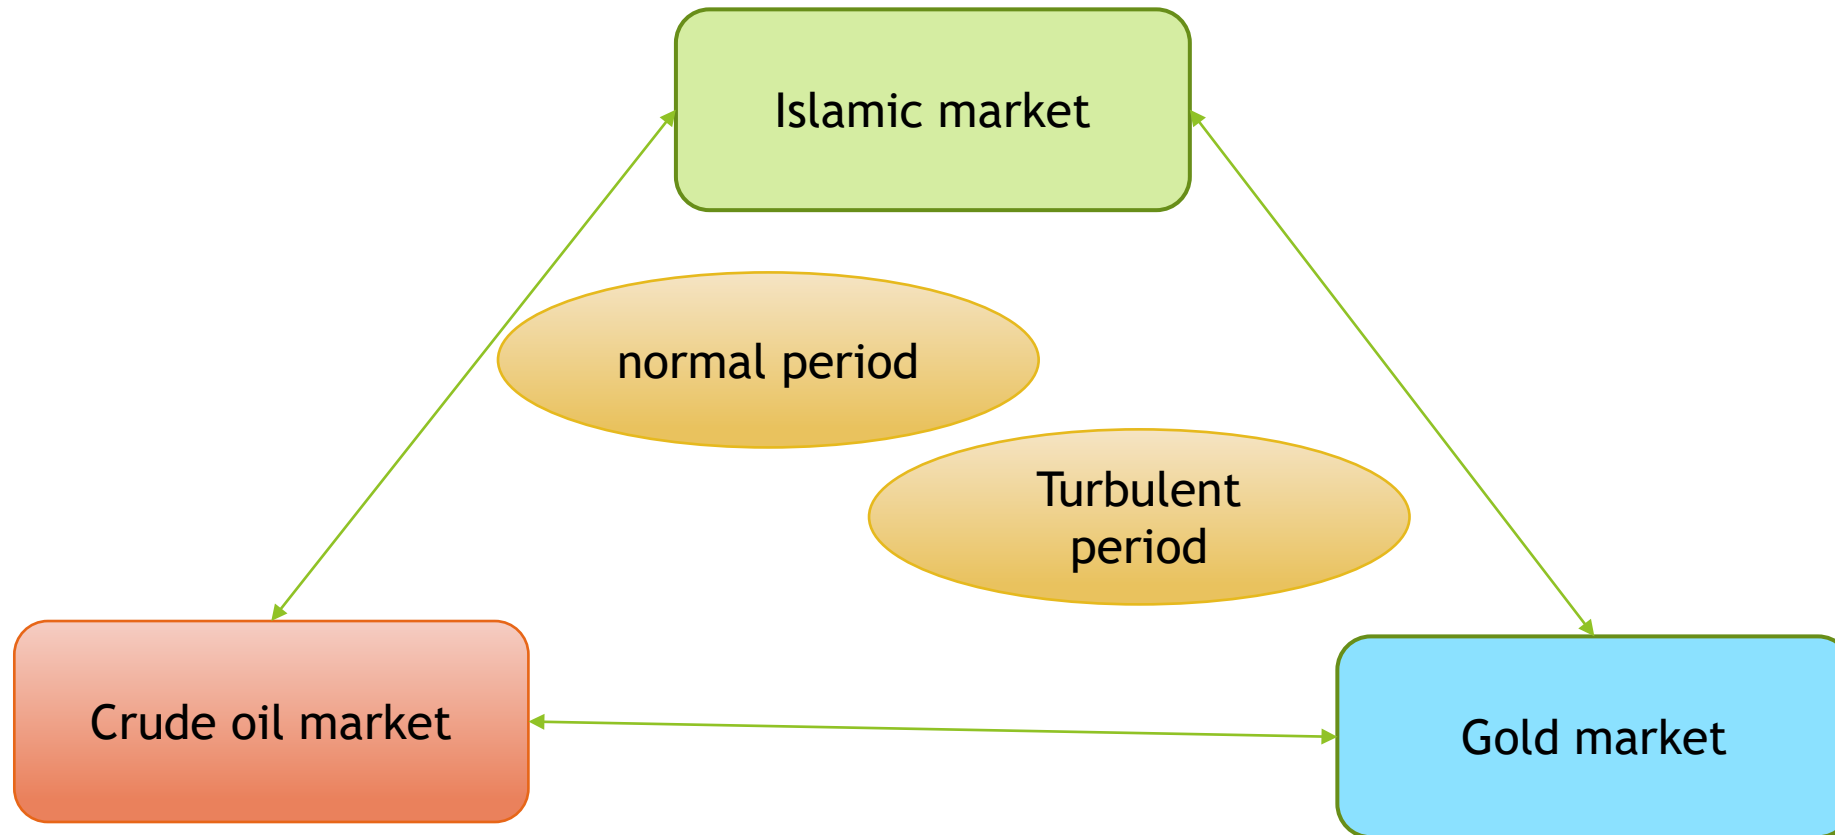 Islamic market
normal period
Turbulent
period
Crude oil market
Gold market